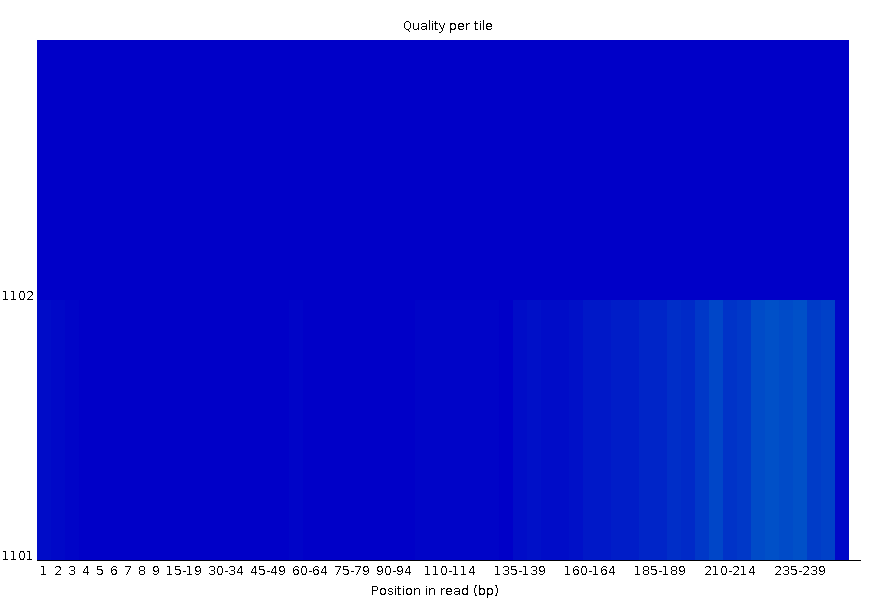 Quality per tile
1102
1101
1 2 3 4 5 6 7 8 9 15-19 30-34 45-49 60-64 75-79 90-94 110-114 135-139 160-164 185-189 210-214 235-239
Position in read (bp)